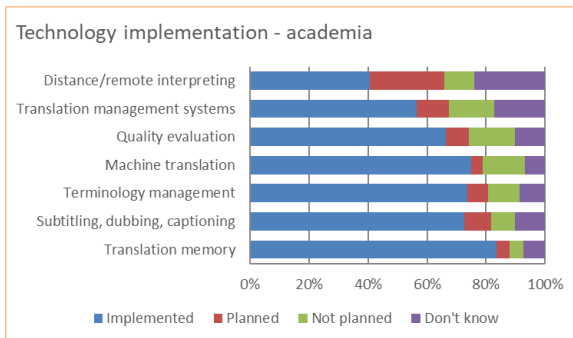 Technology implementation - academia
Distance/remote interpreting
Translation management systems
Quality evaluation
Machine translation
Terminology management
Subtitling, dubbing, captioning
Translation memory
0% 20% 40% 60% 80% 100%
Implemented Planned Not planned Don't know